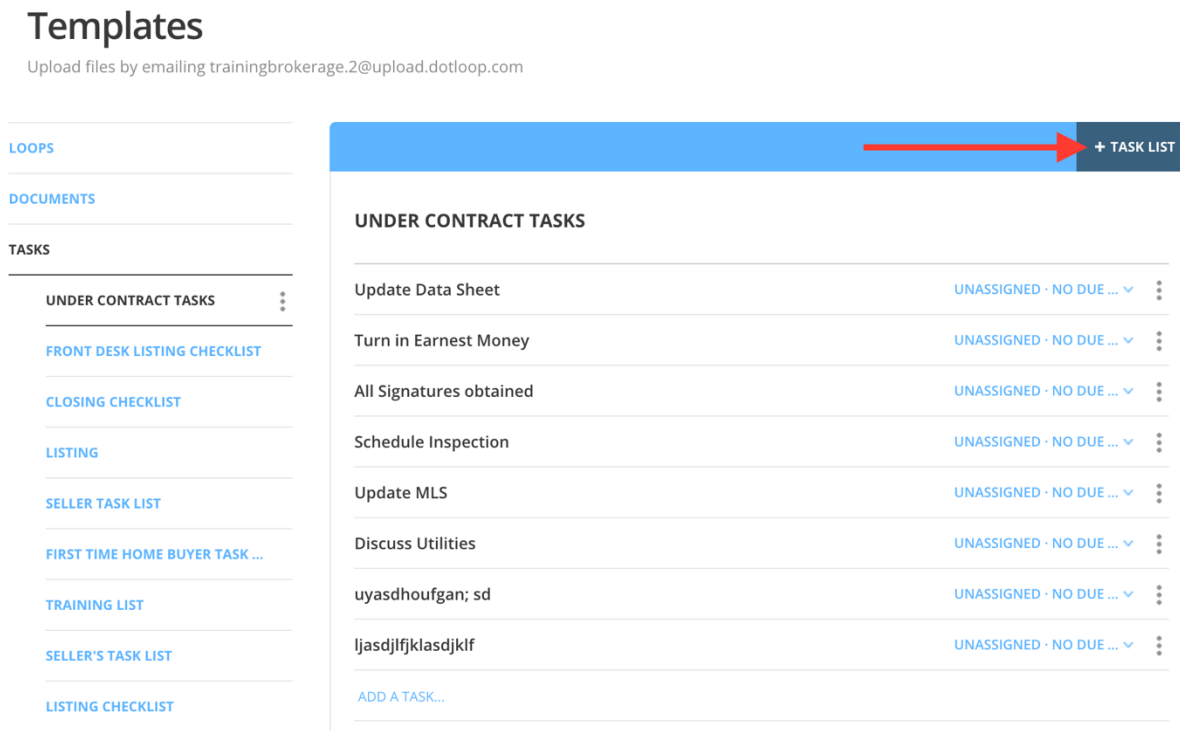 Templates
Upload files by emailing trainingbrokerage.2@upload.dotloop.com
LOOPS
DOCUMENTS
TASKS
UNDER CONTRACT TASKS
FRONT DESK LISTING CHECKLIST
CLOSING CHECKLIST
LISTING
SELLER TASK LIST
FIRST TIME HOME BUYER TASK ...
TRAINING LIST
SELLER'S TASK LIST
LISTING CHECKLIST
+ TASK LIST
UNDER CONTRACT TASKS
Update Data Sheet UNASSIGNED · NO DUE ...
Turn in Earnest Money UNASSIGNED · NO DUE ...
All Signatures obtained UNASSIGNED · NO DUE ...
Schedule Inspection UNASSIGNED · NO DUE ...
Update MLS UNASSIGNED · NO DUE ...
Discuss Utilities UNASSIGNED · NO DUE ...
uyasdhoufgan; sd UNASSIGNED · NO DUE ...
ljasdjlfjklasdjklf UNASSIGNED · NO DUE ...
ADD A TASK...